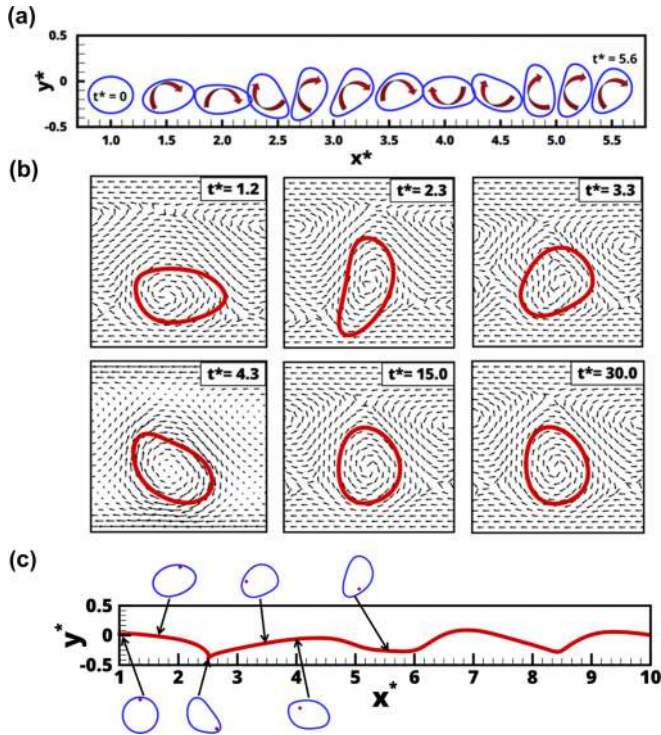 (a)
y*
0.5
0
-0.5
t* = 0
t* = 5.6
1.0 1.5 2.0 2.5 3.0 3.5 4.0 4.5 5.0 5.5
x*
(b)
t*= 1.2
t*= 2.3
t*= 3.3
t*= 4.3
t*= 15.0
t*= 30.0
(c)
y*
0.5
0
-0.5
1 2 3 4 5 6 7 8 9 10
x*